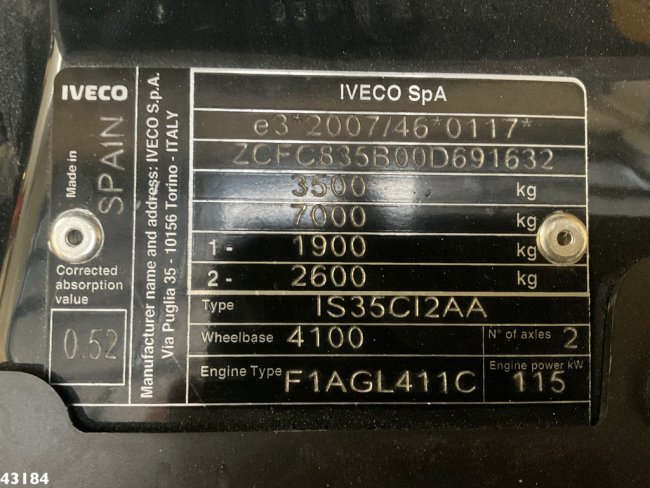 IVECO
Made in SPAIN
Corrected
absorption
value
0.52
Manufacturer name and address: IVECO S.p.A.
Via Puglia 35 - 10156 Torino - ITALY
IVECO SpA
e3*2007/46*0117*
ZCFC835B00D691632
3500 kg
7000 kg
1 - 1900 kg
2 - 2600 kg
Type IS35CI2AA
Wheelbase 4100 N° of axles 2
Engine Type F1AGL411C Engine power kW 115
43184